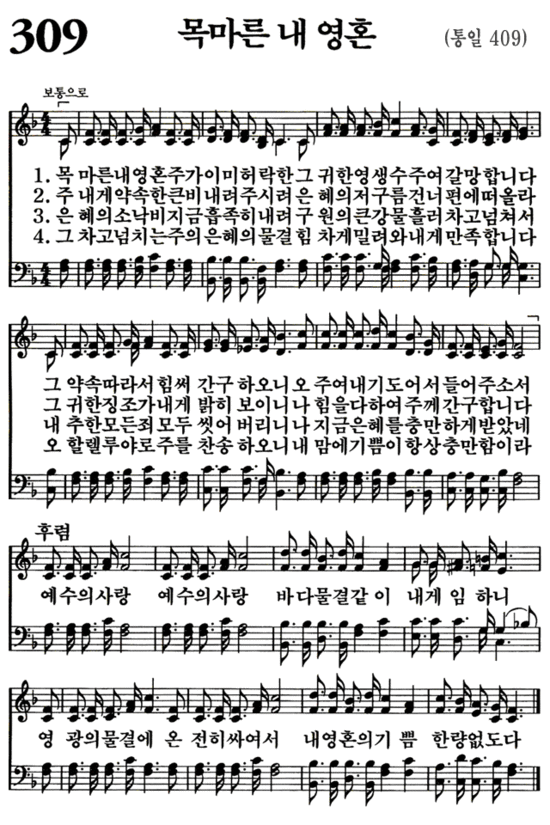 309 목마른 내 영혼 (통일 409)
보통으로
1. 목 마른내영혼주가이미허락한그 귀한영생수주여갈망합니다
2. 주 내게약속한큰비내려주시려은 혜의저구름건너편에떠올라
3. 은 혜의소낙비지금흡족히내려구 원의큰강물흘러차고넘쳐서
4. 그 차고넘치는주의은혜의물결힘 차게밀려와내게만족합니다
그 약속따라서힘써 간구 하오니오 주여내기도어서들어주소서
그 귀한징조가내게 밝히 보이니나 힘을다하여주께간구합니다
내 추한모든죄모두 씻어 버리니나 지금은혜를충만하게받았네
오 할렐루야로주를 찬송 하오니내 맘에기쁨이항상충만함이라
후렴
예수의사랑 예수의사랑 바다물결같 이 내게 임 하니
영 광의물결에 온 전히싸여서 내영혼의기 쁨 한량없도다